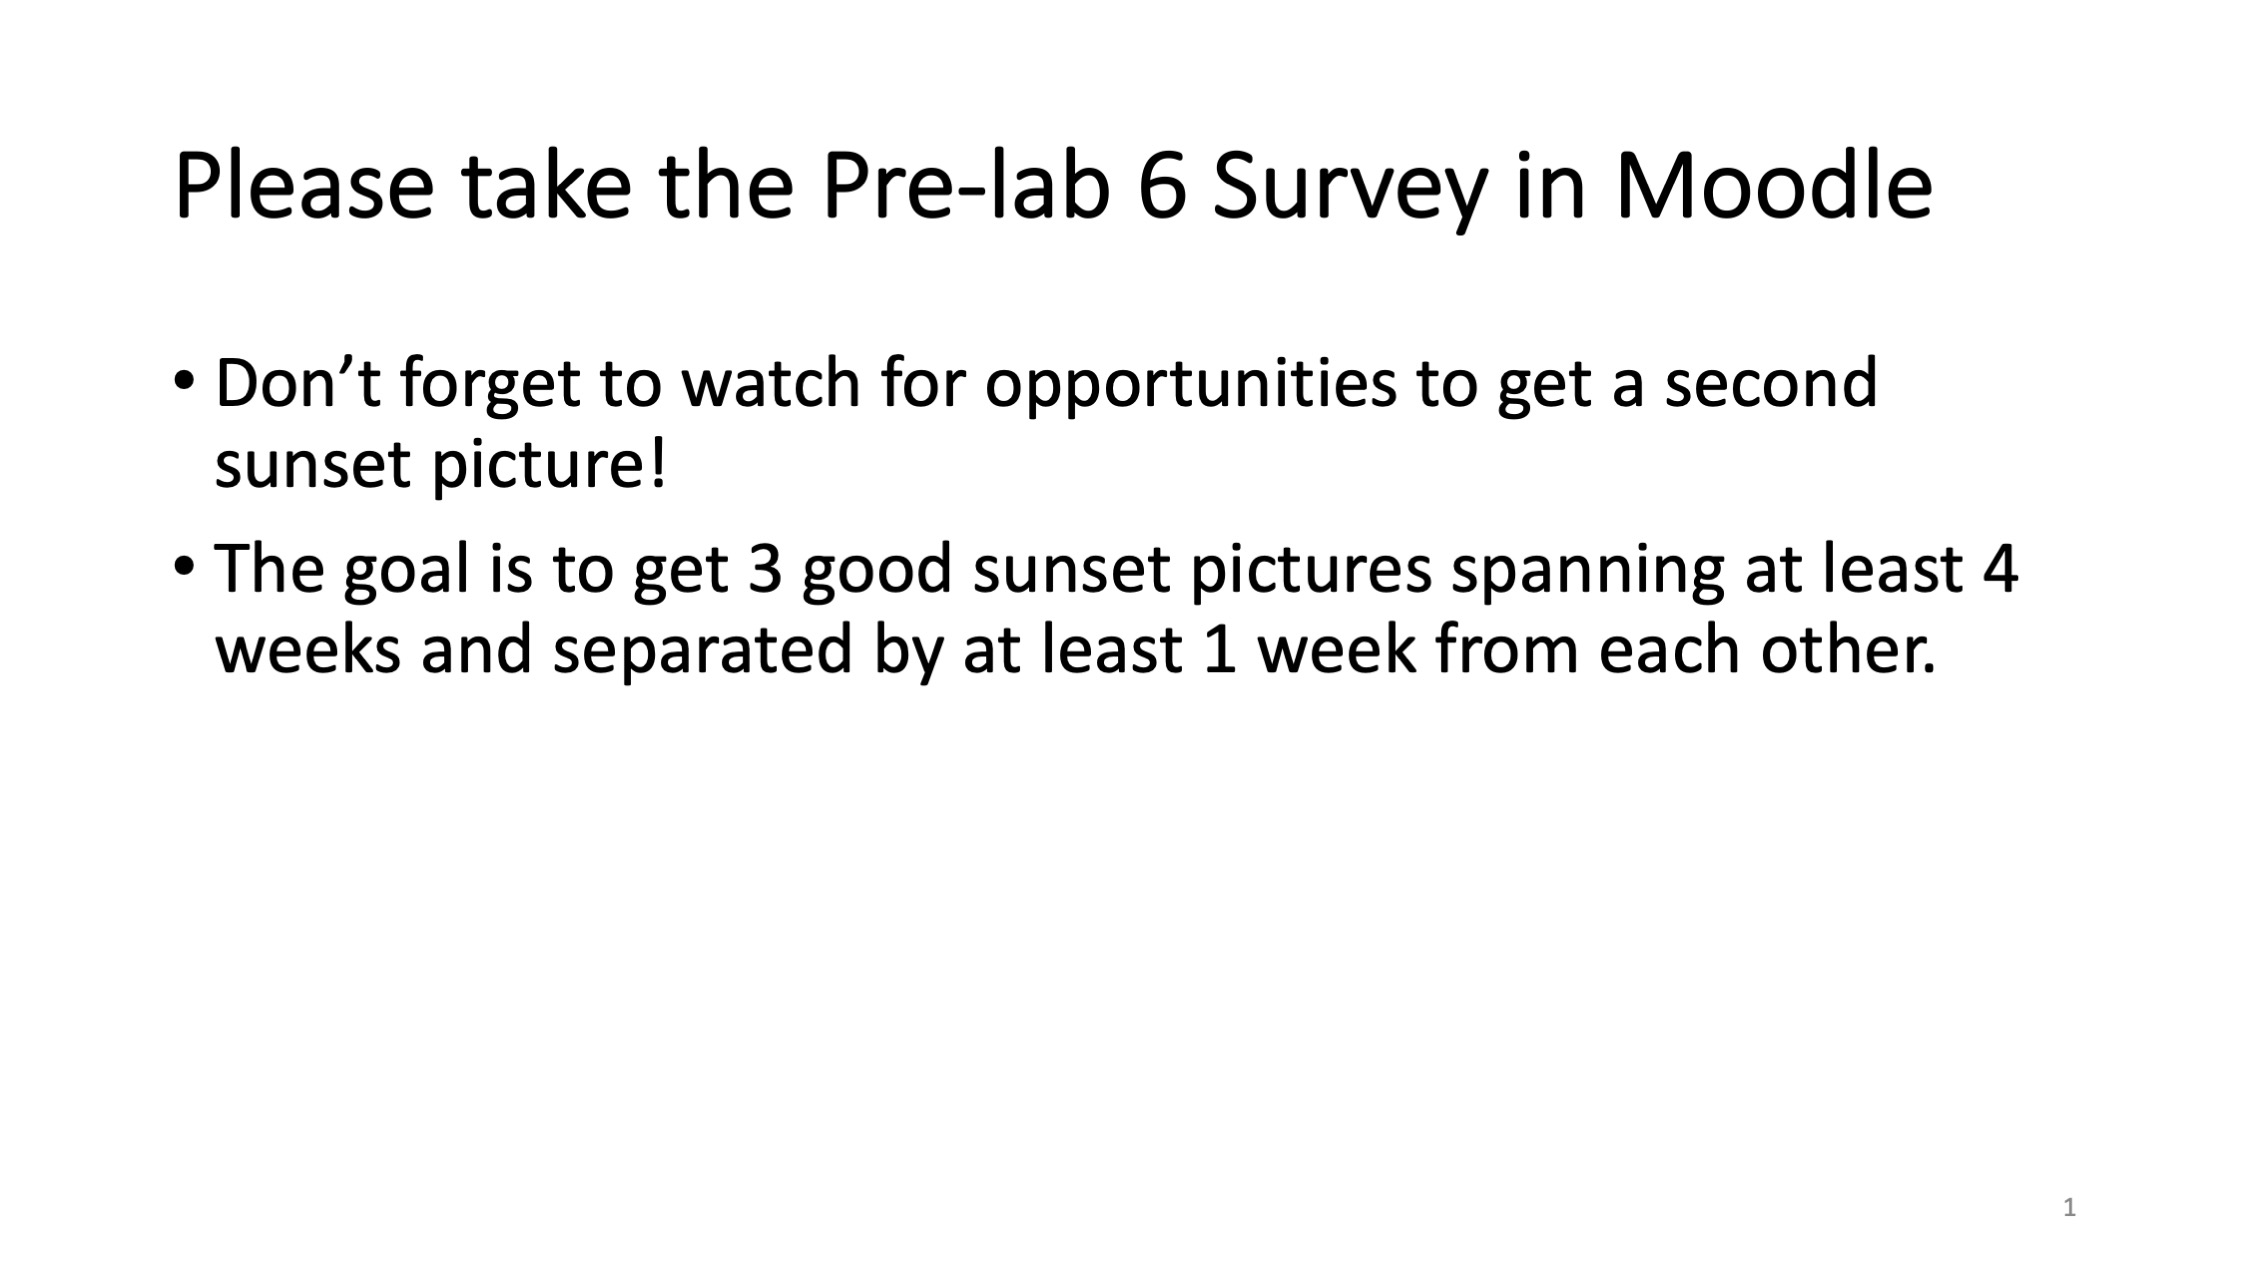 Please take the Pre-lab 6 Survey in Moodle
• Don’t forget to watch for opportunities to get a second
sunset picture!
• The goal is to get 3 good sunset pictures spanning at least 4
weeks and separated by at least 1 week from each other.
1